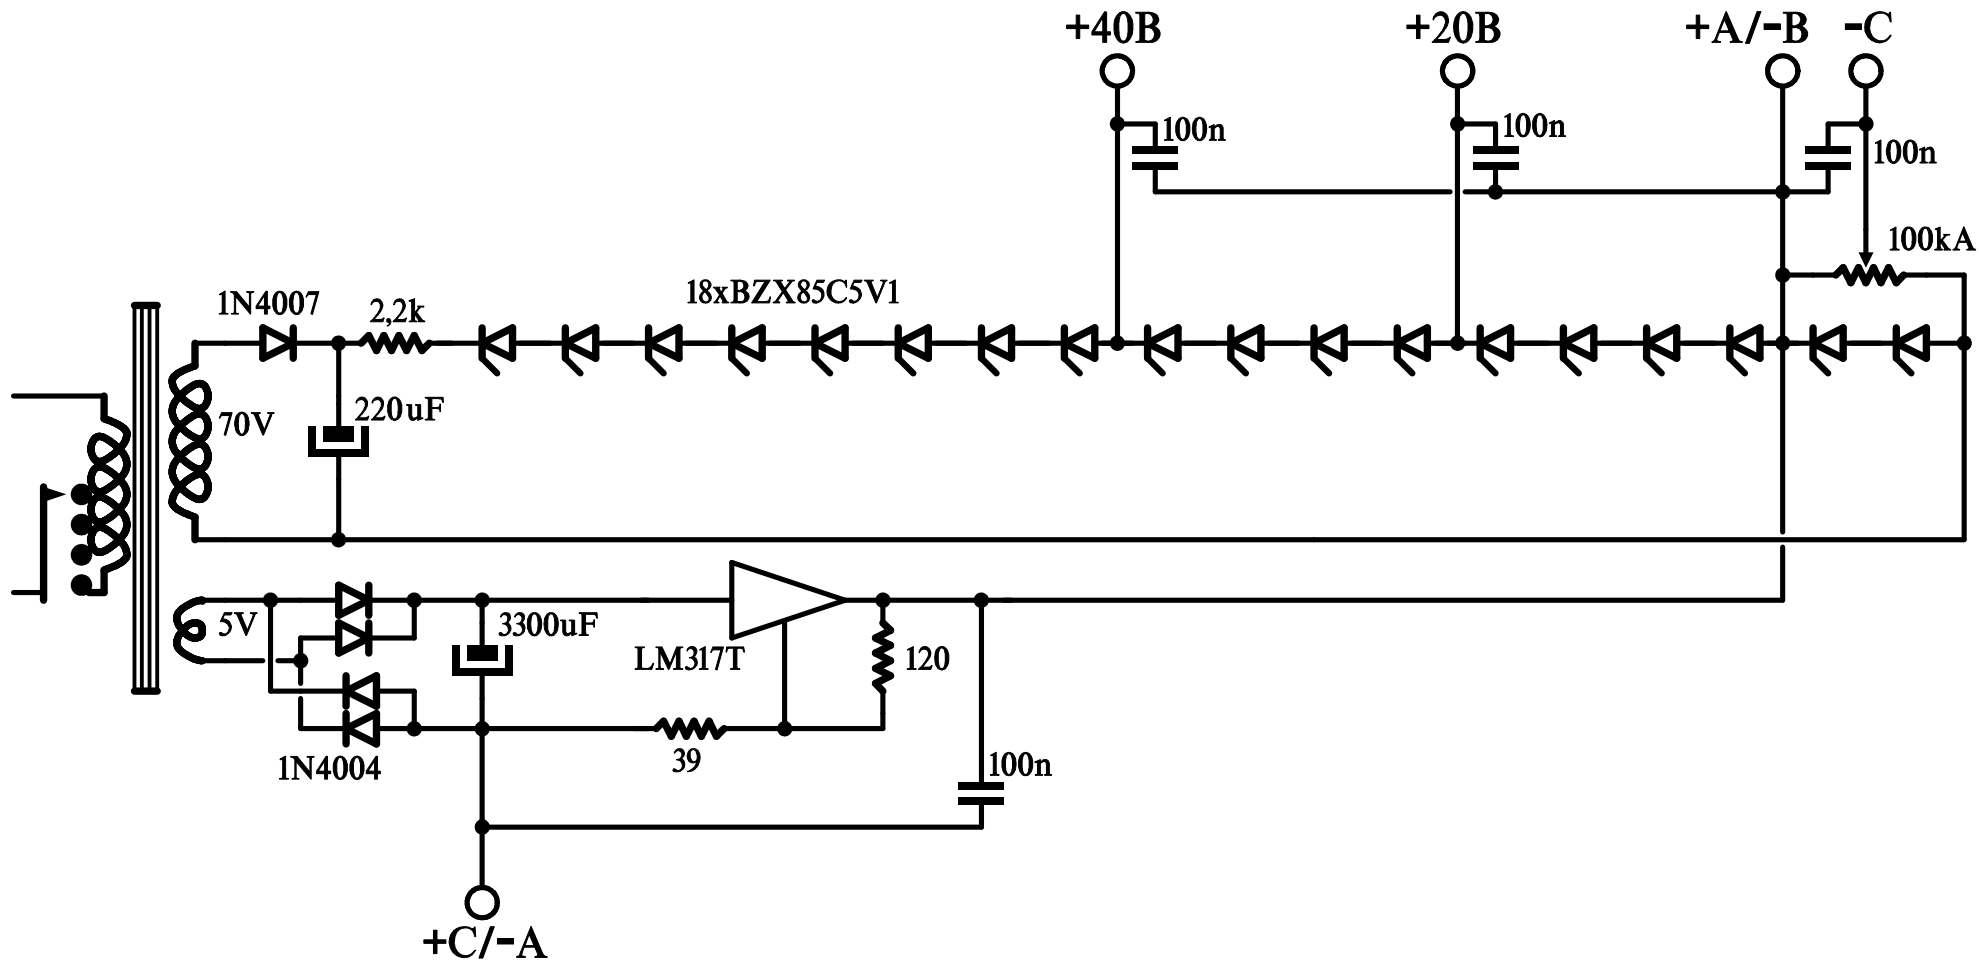 +40B
+20B
+A/-B
-C
100n
100n
100n
100kA
1N4007
2,2k
18xBZX85C5V1
70V
220uF
5V
3300uF
LM317T
120
39
1N4004
100n
+C/-A